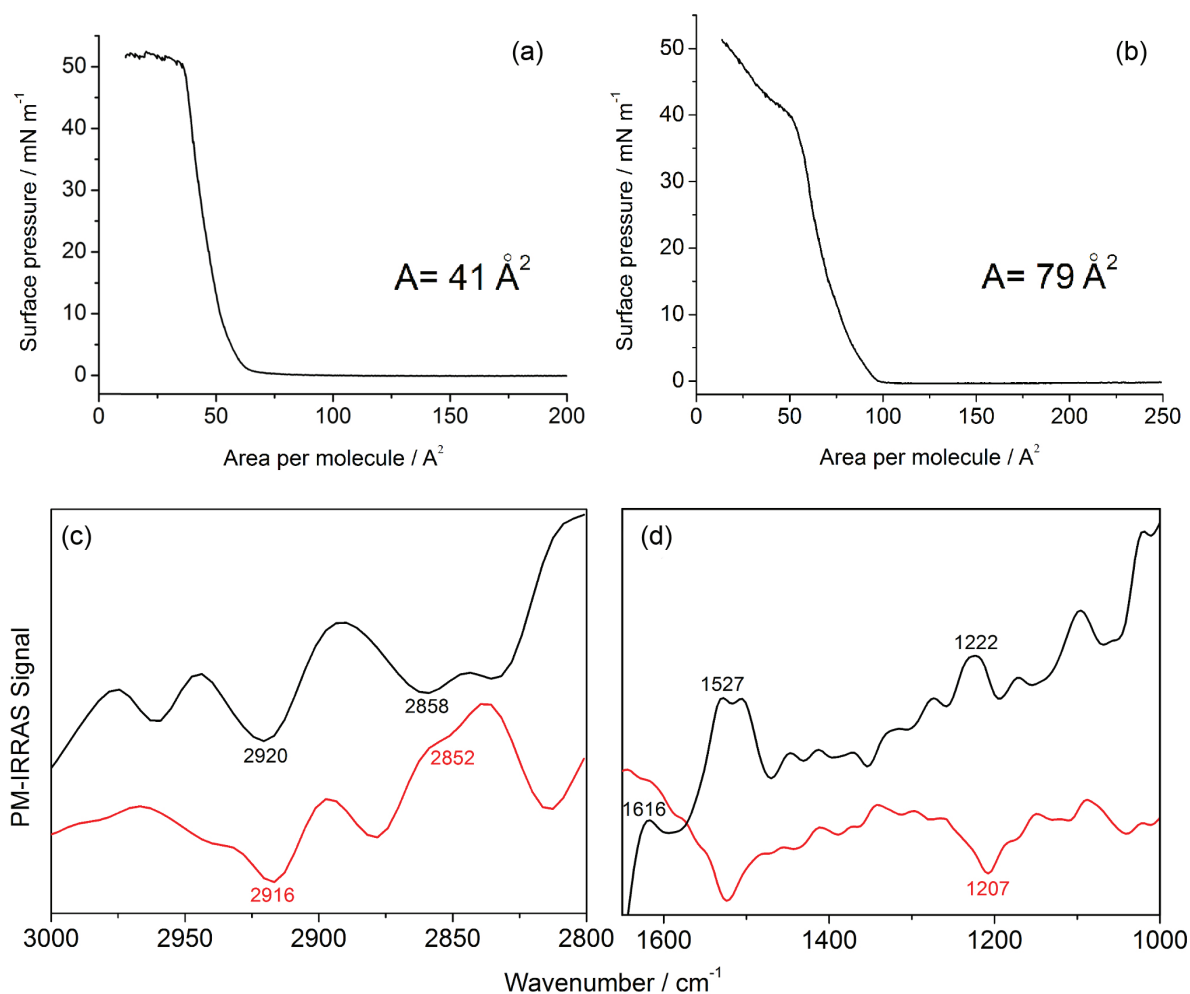 (a)
Surface pressure / mN m⁻¹
50
40
30
20
10
0
A= 41 Å²
0 50 100 150 200
Area per molecule / A²
(b)
Surface pressure / mN m⁻¹
50
40
30
20
10
0
A= 79 Å²
0 50 100 150 200 250
Area per molecule / A²
(c)
PM-IRRAS Signal
2920
2858
2852
2916
3000 2950 2900 2850 2800
(d)
1222
1527
1616
1207
1600 1400 1200 1000
Wavenumber / cm⁻¹